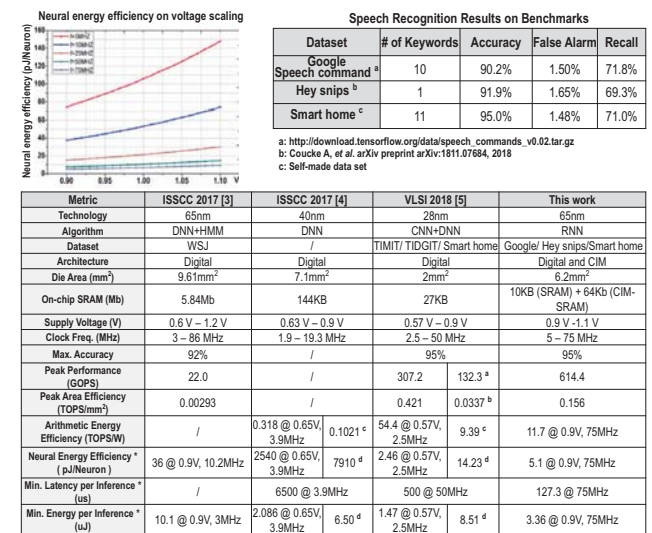 Neural energy efficiency on voltage scaling
Neural energy efficiency (pJ/Neuron)
160
140
120
100
80
60
40
20
0
f=5MHZ
f=10MHZ
f=25MHZ
f=50MHZ
f=75MHZ
0.90 0.95 1.00 1.05 1.10 V
Speech Recognition Results on Benchmarks
Dataset # of Keywords Accuracy False Alarm Recall
Google Speech command a 10 90.2% 1.50% 71.8%
Hey snips b 1 91.9% 1.65% 69.3%
Smart home c 11 95.0% 1.48% 71.0%
a: http://download.tensorflow.org/data/speech_commands_v0.02.tar.gz
b: Coucke A, et al. arXiv preprint arXiv:1811.07684, 2018
c: Self-made data set
Metric ISSCC 2017 [3] ISSCC 2017 [4] VLSI 2018 [5] This work
Technology 65nm 40nm 28nm 65nm
Algorithm DNN+HMM DNN CNN+DNN RNN
Dataset WSJ / TIMIT/ TIDGIT/ Smart home Google/ Hey snips/Smart home
Architecture Digital Digital Digital Digital and CIM
Die Area (mm²) 9.61mm² 7.1mm² 2mm² 6.2mm²
On-chip SRAM (Mb) 5.84Mb 144KB 27KB 10KB (SRAM) + 64Kb (CIM-SRAM)
Supply Voltage (V) 0.6 V – 1.2 V 0.63 V – 0.9 V 0.57 V – 0.9 V 0.9 V -1.1 V
Clock Freq. (MHz) 3 – 86 MHz 1.9 – 19.3 MHz 2.5 – 50 MHz 5 – 75 MHz
Max. Accuracy 92% / 95% 95%
Peak Performance (GOPS) 22.0 / 307.2 132.3 a 614.4
Peak Area Efficiency (TOPS/mm²) 0.00293 / 0.421 0.0337 b 0.156
Arithmetic Energy Efficiency (TOPS/W) / 0.318 @ 0.65V, 3.9MHz 0.1021 c 54.4 @ 0.57V, 2.5MHz 9.39 c 11.7 @ 0.9V, 75MHz
Neural Energy Efficiency * ( pJ/Neuron ) 36 @ 0.9V, 10.2MHz 2540 @ 0.65V, 3.9MHz 7910 d 2.46 @ 0.57V, 2.5MHz 14.23 d 5.1 @ 0.9V, 75MHz
Min. Latency per Inference * (us) / 6500 @ 3.9MHz 500 @ 50MHz 127.3 @ 75MHz
Min. Energy per Inference * (uJ) 10.1 @ 0.9V, 3MHz 2.086 @ 0.65V, 3.9MHz 6.50 d 1.47 @ 0.57V, 2.5MHz 8.51 d 3.36 @ 0.9V, 75MHz